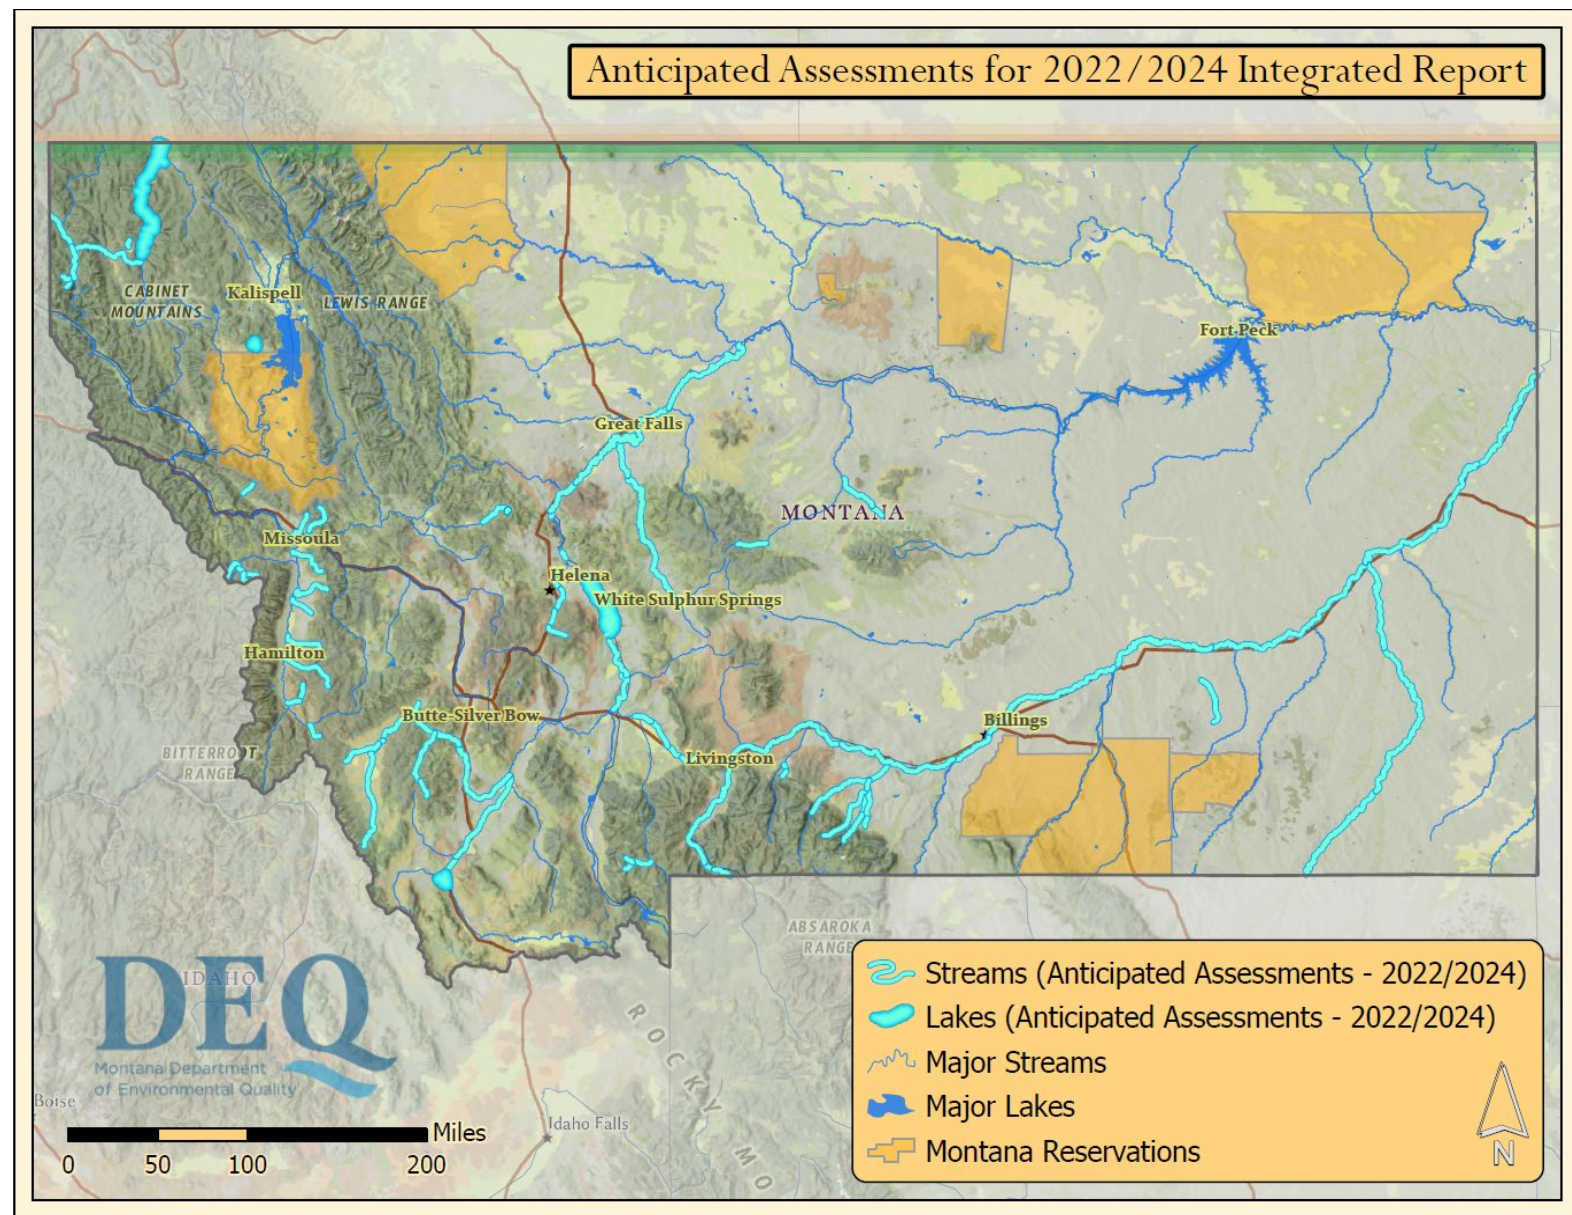 Anticipated Assessments for 2022/2024 Integrated Report
CABINET
MOUNTAINS
Kalispell
LEWIS RANGE
Fort Peck
Great Falls
MONTANA
Missoula
Helena
White Sulphur Springs
Hamilton
Butte-Silver Bow
Billings
BITTERROOT
RANGE
Livingston
ABSAROKA
RANGE
IDAHO
DEQ
Montana Department
of Environmental Quality
ROCKY MO
Boise
Idaho Falls
Miles
0 50 100 200
Streams (Anticipated Assessments - 2022/2024)
Lakes (Anticipated Assessments - 2022/2024)
Major Streams
Major Lakes
Montana Reservations
N